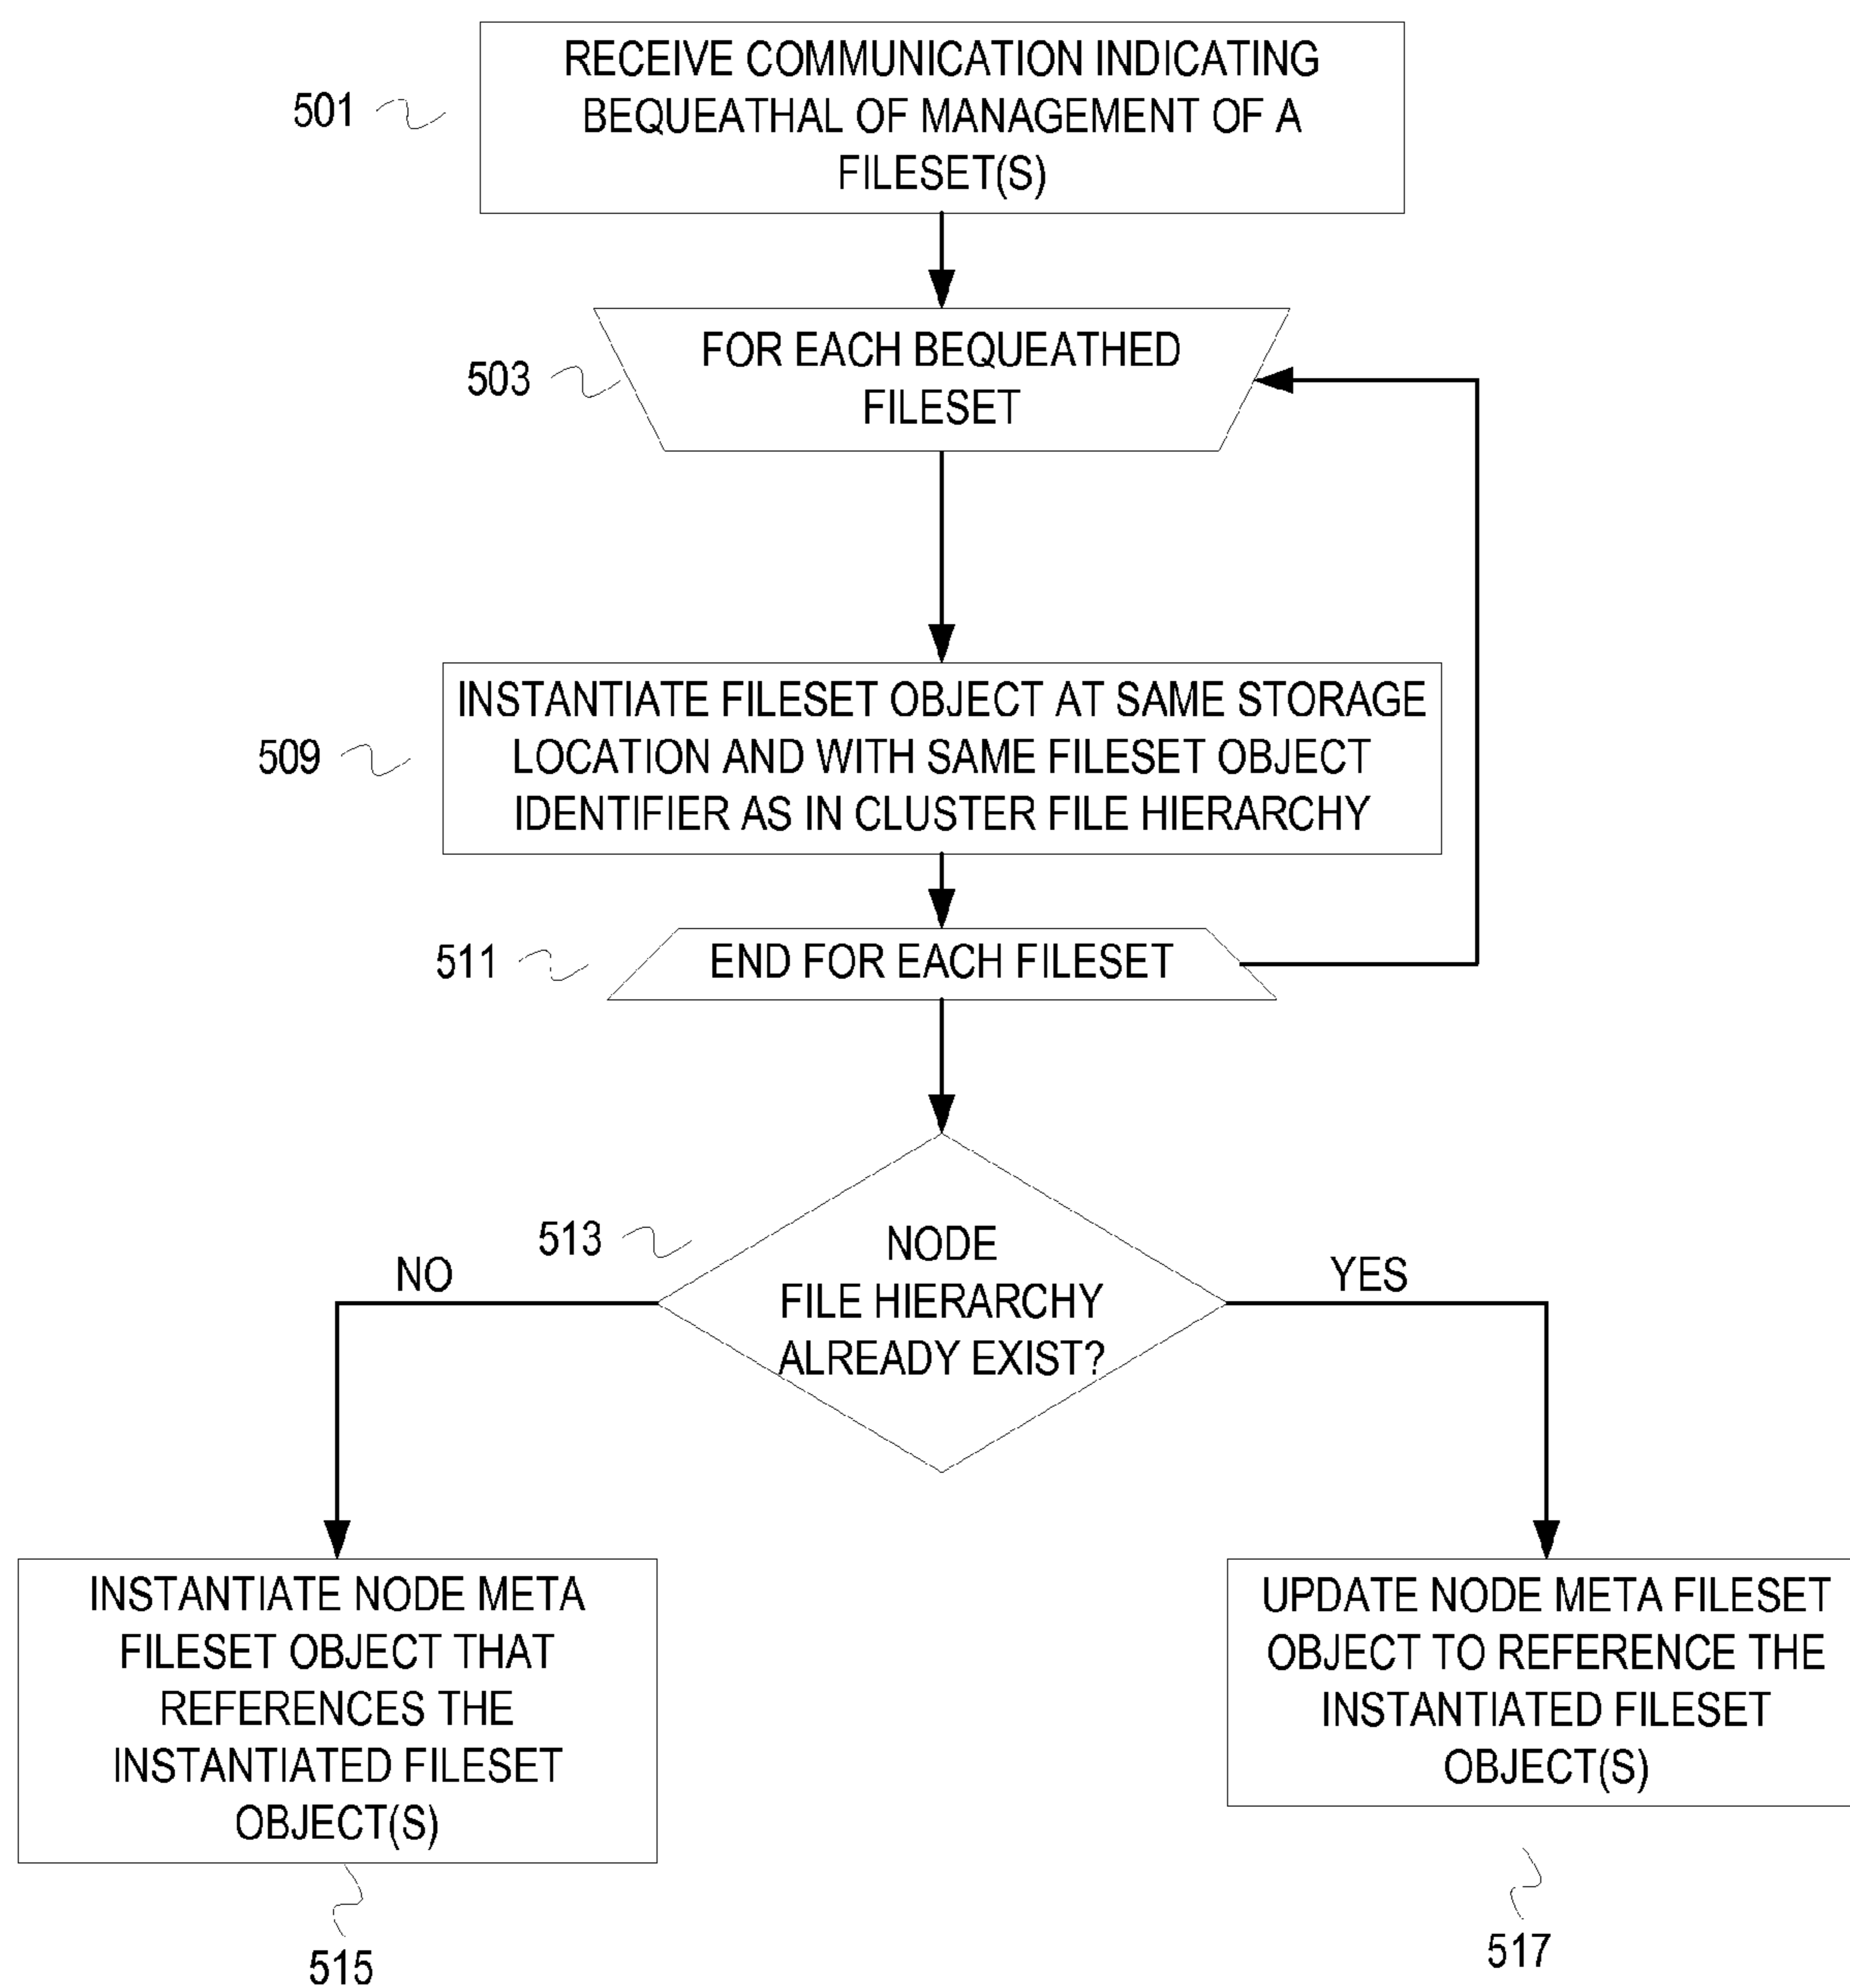 RECEIVE COMMUNICATION INDICATING
BEQUEATHAL OF MANAGEMENT OF A
FILESET(S)
501
FOR EACH BEQUEATHED
FILESET
503
INSTANTIATE FILESET OBJECT AT SAME STORAGE
LOCATION AND WITH SAME FILESET OBJECT
IDENTIFIER AS IN CLUSTER FILE HIERARCHY
509
END FOR EACH FILESET
511
513
NODE
FILE HIERARCHY
ALREADY EXIST?
NO
YES
INSTANTIATE NODE META
FILESET OBJECT THAT
REFERENCES THE
INSTANTIATED FILESET
OBJECT(S)
515
UPDATE NODE META FILESET
OBJECT TO REFERENCE THE
INSTANTIATED FILESET
OBJECT(S)
517